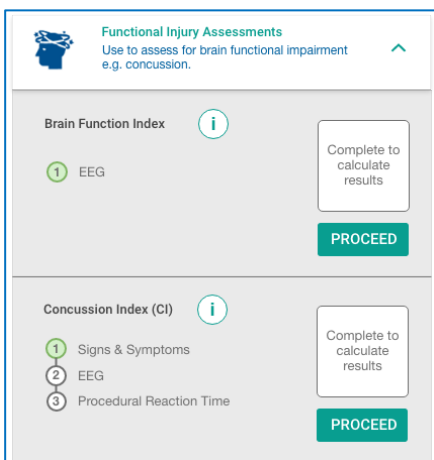 Functional Injury Assessments
Use to assess for brain functional impairment
e.g. concussion.
Brain Function Index
i
1 EEG
Complete to
calculate
results
PROCEED
Concussion Index (CI)
i
1 Signs & Symptoms
2 EEG
3 Procedural Reaction Time
Complete to
calculate
results
PROCEED